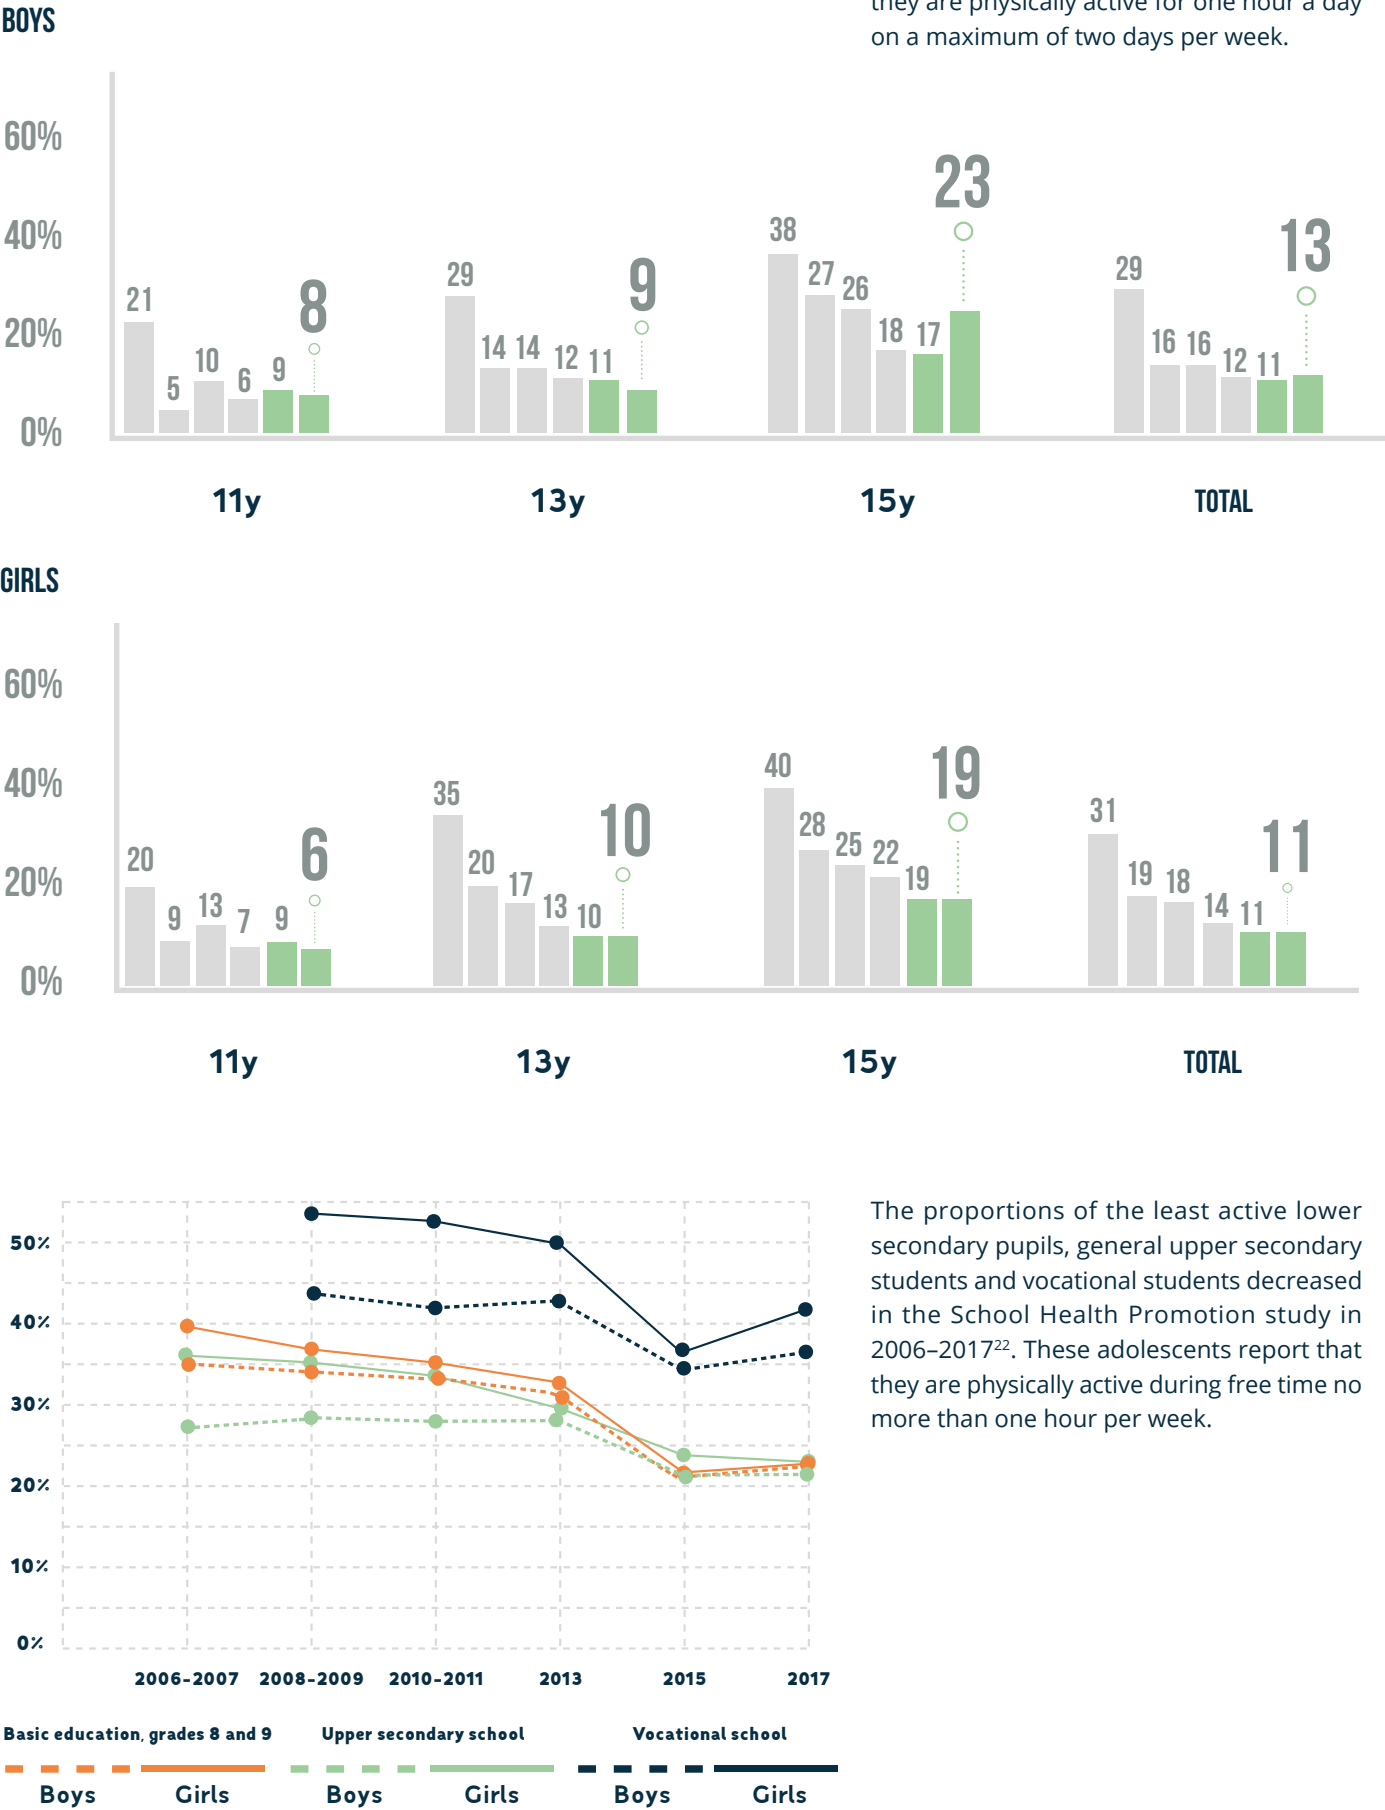 they are physically active for one hour a day
on a maximum of two days per week.
BOYS
60%
40%
20%
0%
21
5
10
6
9
8
29
14
14
12
11
9
38
27
26
18
17
23
29
16
16
12
11
13
11y
13y
15y
TOTAL
GIRLS
60%
40%
20%
0%
20
9
13
7
9
6
35
20
17
13
10
10
40
28
25
22
19
19
31
19
18
14
11
11
11y
13y
15y
TOTAL
50%
40%
30%
20%
10%
0%
2006-2007
2008-2009
2010-2011
2013
2015
2017
Basic education, grades 8 and 9
Boys
Girls
Upper secondary school
Boys
Girls
Vocational school
Boys
Girls
The proportions of the least active lower
secondary pupils, general upper secondary
students and vocational students decreased
in the School Health Promotion study in
2006–2017²². These adolescents report that
they are physically active during free time no
more than one hour per week.